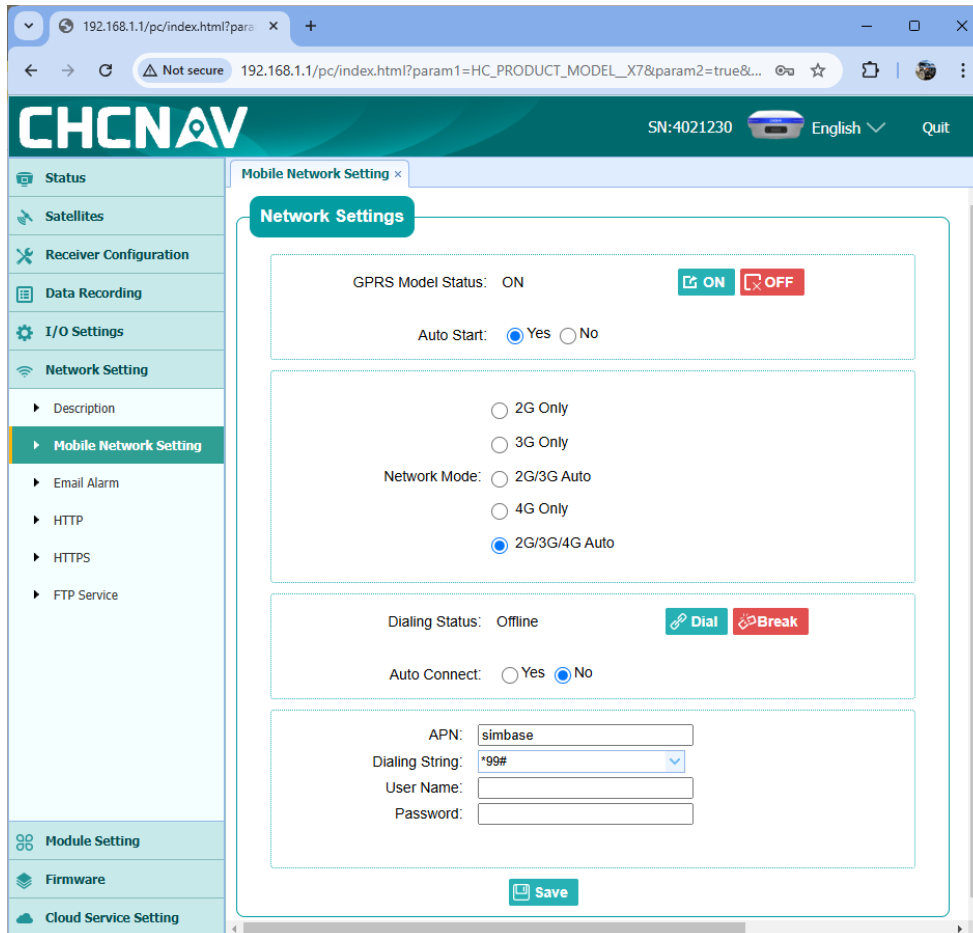 192.168.1.1/pc/index.html?para
Not secure 192.168.1.1/pc/index.html?param1=HC_PRODUCT_MODEL__X7&param2=true&...
CHCNAV
SN:4021230 English Quit
Status
Satellites
Receiver Configuration
Data Recording
I/O Settings
Network Setting
Description
Mobile Network Setting
Email Alarm
HTTP
HTTPS
FTP Service
Module Setting
Firmware
Cloud Service Setting
Mobile Network Setting ×
Network Settings
GPRS Model Status: ON ON OFF
Auto Start: Yes No
Network Mode:
2G Only
3G Only
2G/3G Auto
4G Only
2G/3G/4G Auto
Dialing Status: Offline Dial Break
Auto Connect: Yes No
APN: simbase
Dialing String: *99#
User Name:
Password:
Save